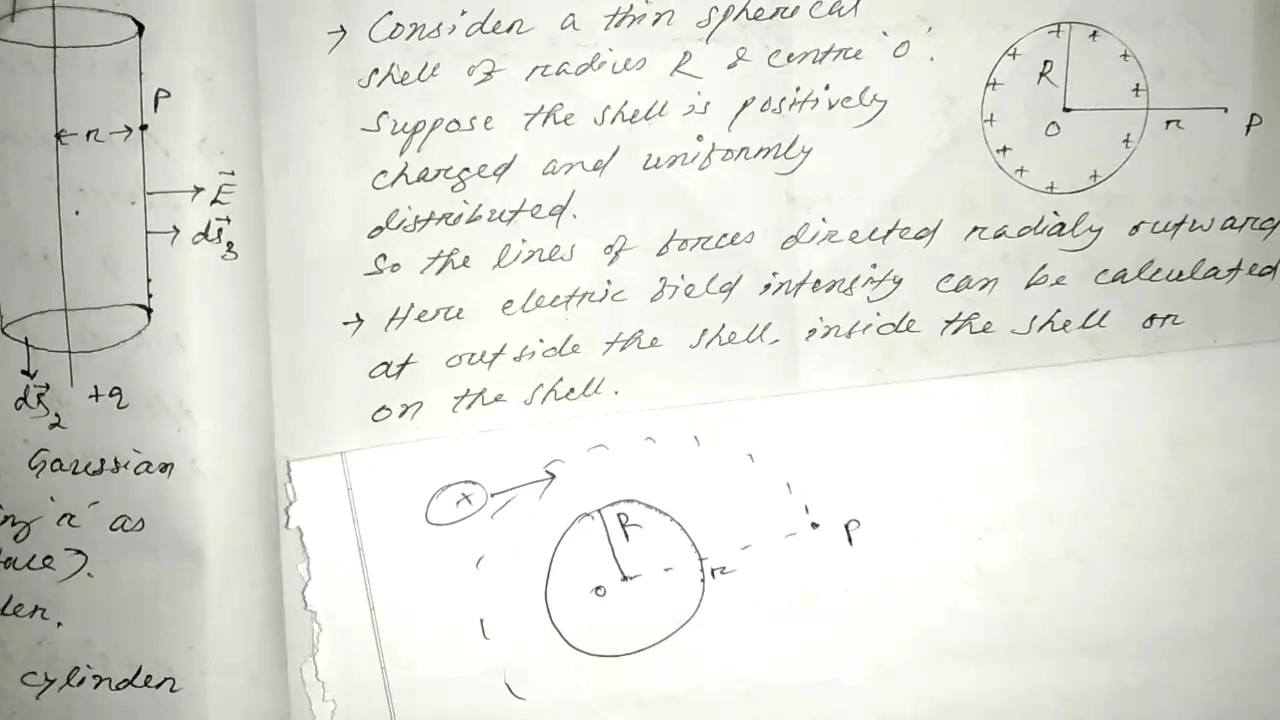 → Consider a thin spherical
shell of radius R & centre 'O'.
Suppose the shell is positively
charged and uniformly
distributed.
So the lines of forces directed radialy outward
→ Here electric field intensity can be calculated
at outside the shell, inside the shell or
on the shell.
R
O
r
P
P
←r→
E
ds3
ds2
+q
Gaussian
'r' as
cylinder
x
R
O
r
P